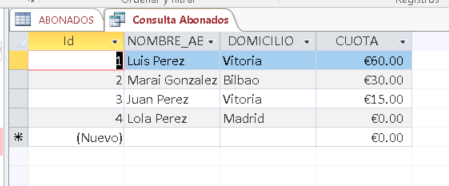 Ordenar y filtrar Registros
ABONADOS Consulta Abonados
Id NOMBRE_AB DOMICILIO CUOTA
1 Luis Perez Vitoria €60.00
2 Marai Gonzalez Bilbao €30.00
3 Juan Perez Vitoria €15.00
4 Lola Perez Madrid €0.00
* (Nuevo) €0.00